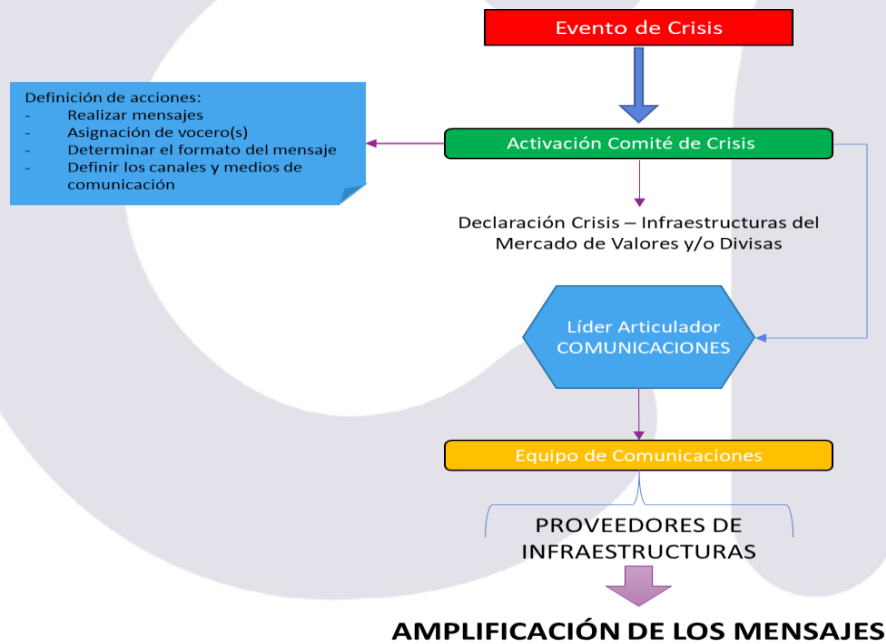 Evento de Crisis
Definición de acciones:
- Realizar mensajes
- Asignación de vocero(s)
- Determinar el formato del mensaje
- Definir los canales y medios de
comunicación
Activación Comité de Crisis
Declaración Crisis – Infraestructuras del
Mercado de Valores y/o Divisas
Líder Articulador
COMUNICACIONES
Equipo de Comunicaciones
PROVEEDORES DE
INFRAESTRUCTURAS
AMPLIFICACIÓN DE LOS MENSAJES